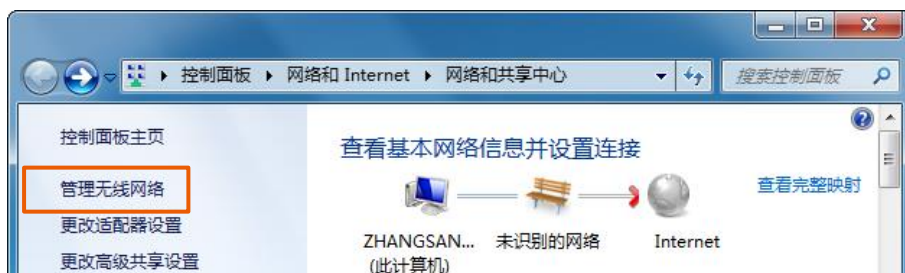 控制面板 ▸ 网络和 Internet ▸ 网络和共享中心
搜索控制面板
控制面板主页
管理无线网络
更改适配器设置
更改高级共享设置
查看基本网络信息并设置连接
查看完整映射
ZHANGSAN...
(此计算机)
未识别的网络
Internet